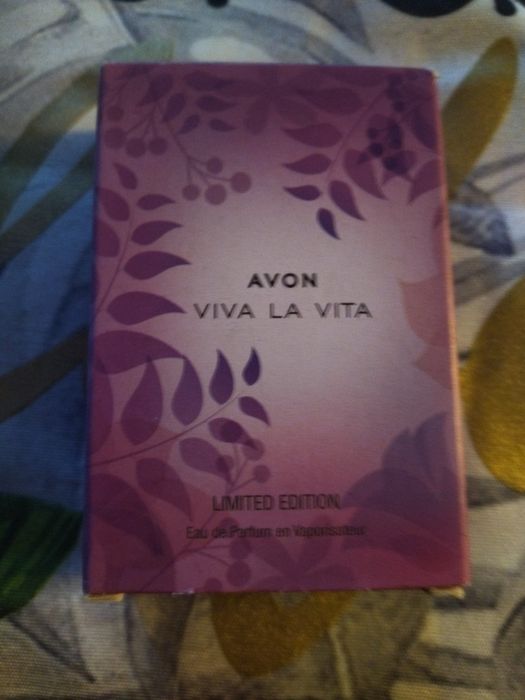 AVON
VIVA LA VITA
LIMITED EDITION
Eau de Parfum en Vaporisateur